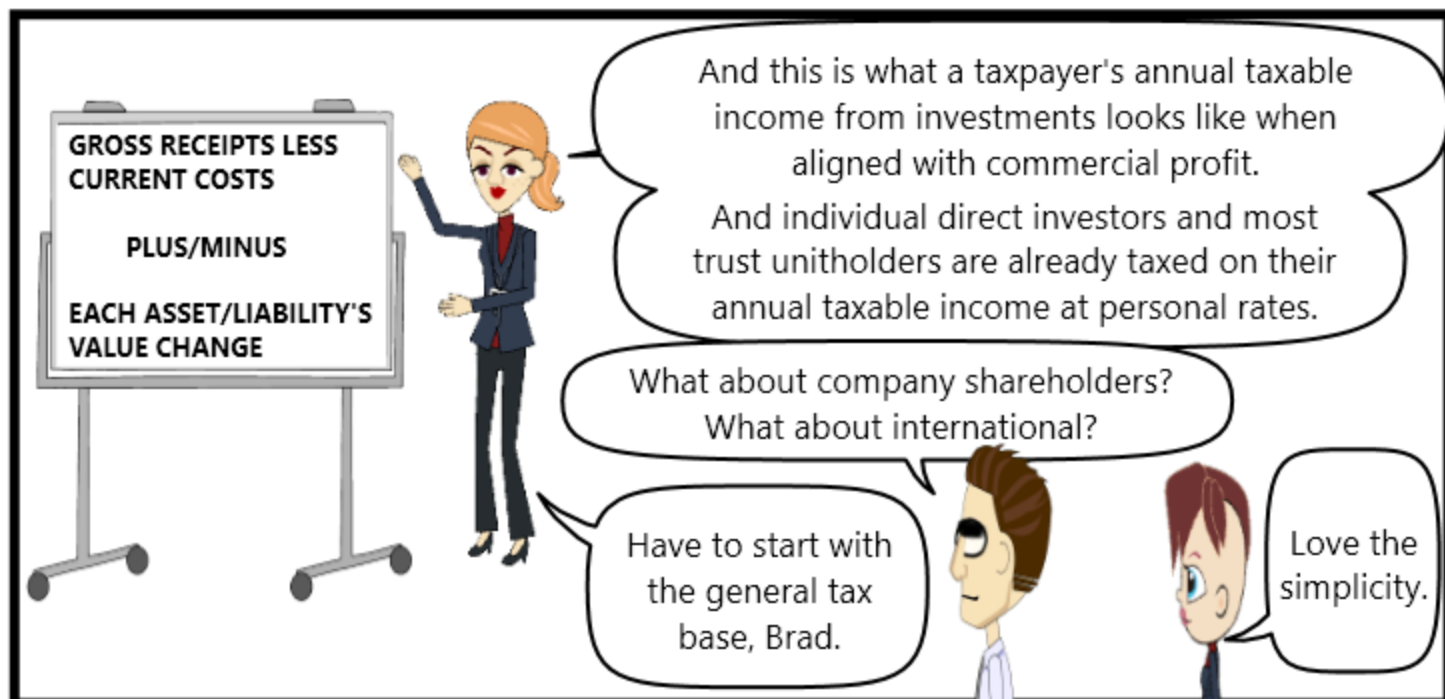 GROSS RECEIPTS LESS
CURRENT COSTS
PLUS/MINUS
EACH ASSET/LIABILITY'S
VALUE CHANGE
And this is what a taxpayer's annual taxable
income from investments looks like when
aligned with commercial profit.
And individual direct investors and most
trust unitholders are already taxed on their
annual taxable income at personal rates.
What about company shareholders?
What about international?
Have to start with
the general tax
base, Brad.
Love the
simplicity.